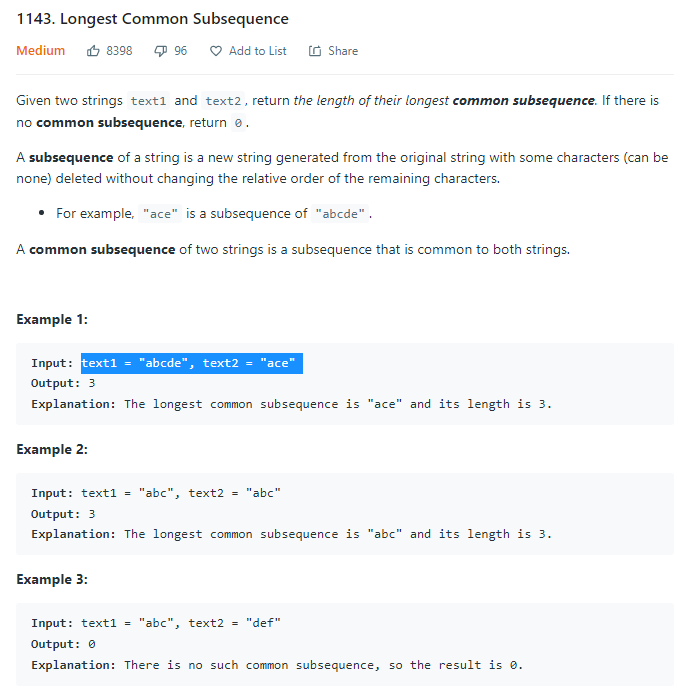 1143. Longest Common Subsequence
Medium 8398 96 Add to List Share
Given two strings text1 and text2, return the length of their longest common subsequence. If there is
no common subsequence, return 0.
A subsequence of a string is a new string generated from the original string with some characters (can be
none) deleted without changing the relative order of the remaining characters.
• For example, "ace" is a subsequence of "abcde".
A common subsequence of two strings is a subsequence that is common to both strings.
Example 1:
Input: text1 = "abcde", text2 = "ace"
Output: 3
Explanation: The longest common subsequence is "ace" and its length is 3.
Example 2:
Input: text1 = "abc", text2 = "abc"
Output: 3
Explanation: The longest common subsequence is "abc" and its length is 3.
Example 3:
Input: text1 = "abc", text2 = "def"
Output: 0
Explanation: There is no such common subsequence, so the result is 0.